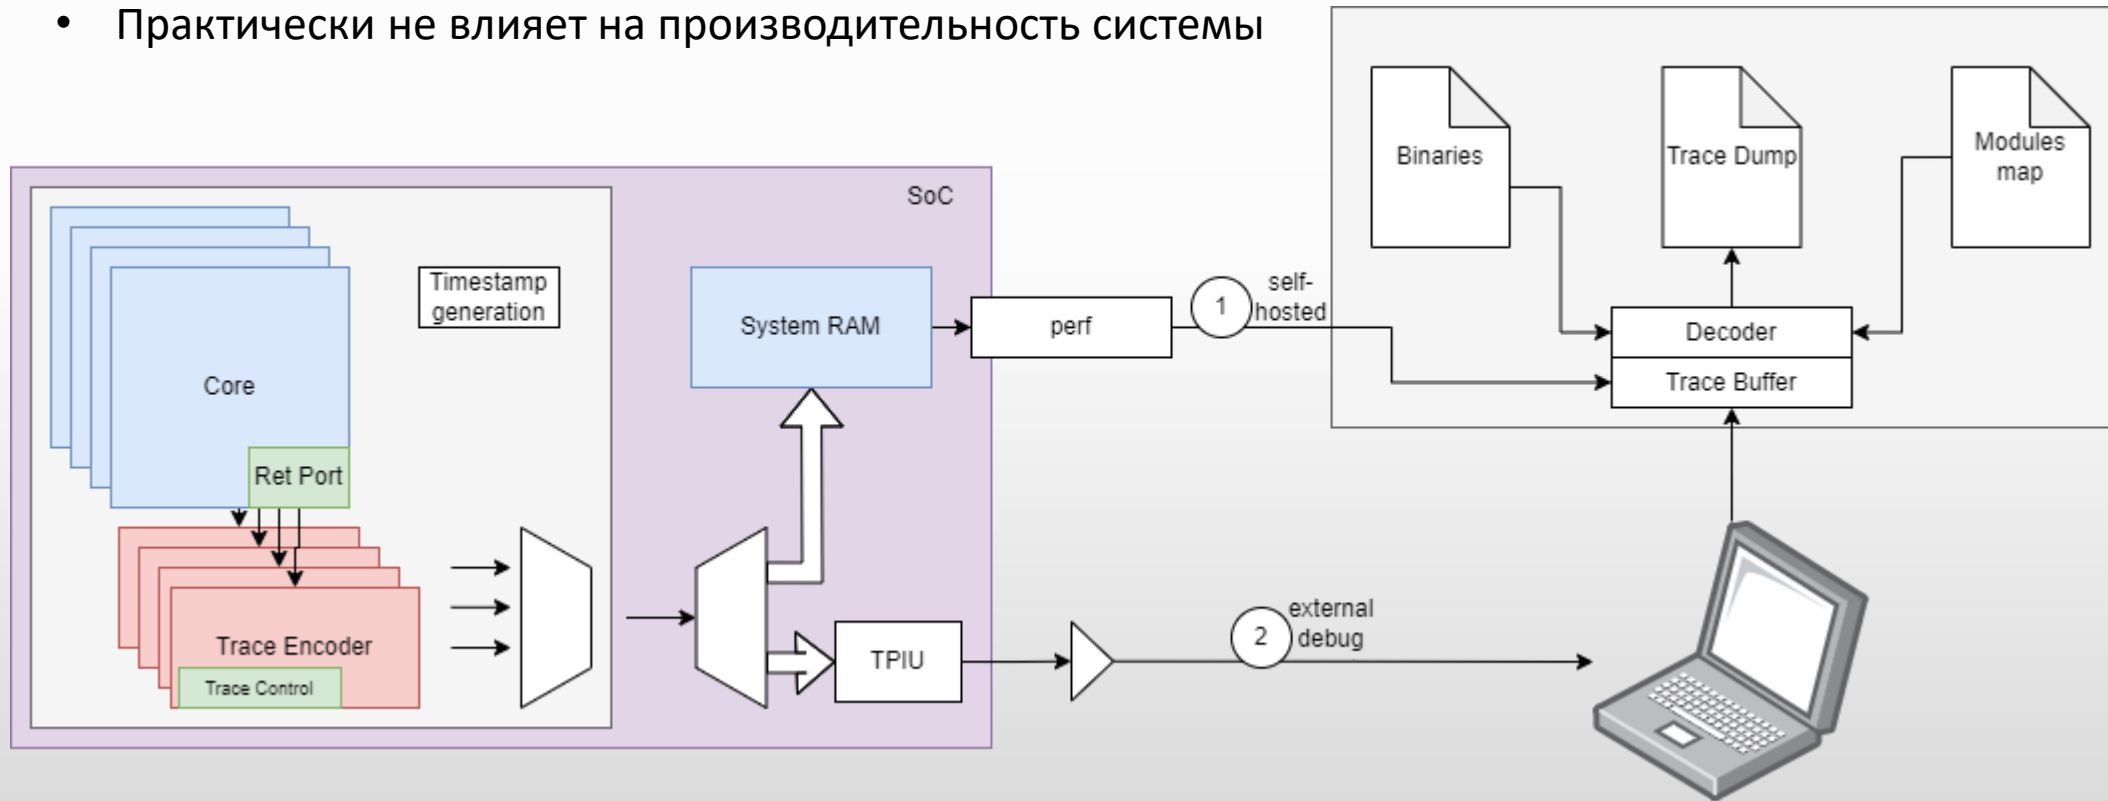 • Практически не влияет на производительность системы
Binaries
Trace Dump
Modules
map
SoC
Timestamp
generation
Core
Ret Port
System RAM
perf
1
self-
hosted
Decoder
Trace Buffer
Trace Encoder
Trace Control
TPIU
2
external
debug